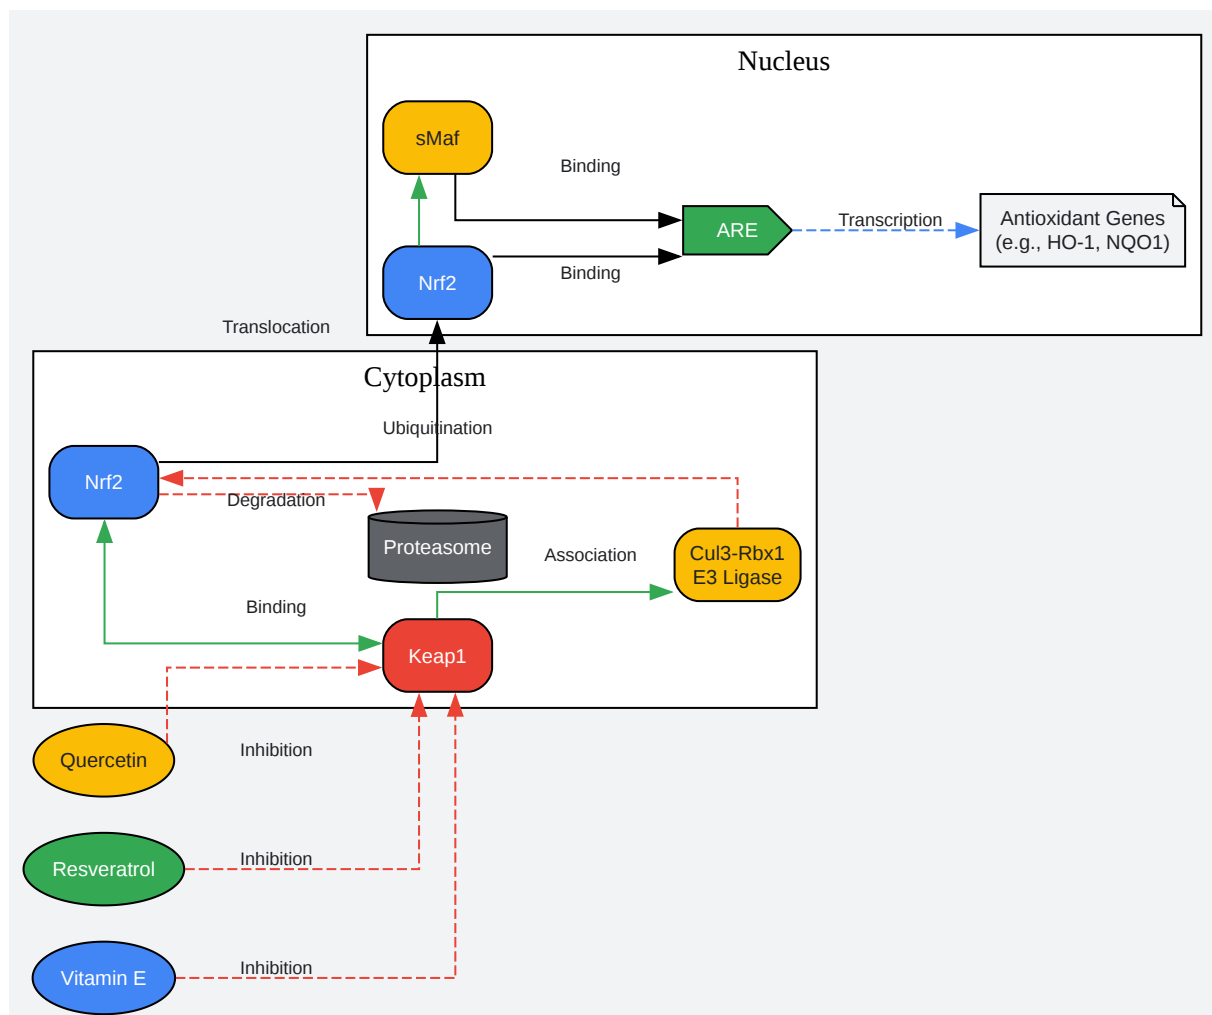 Nucleus
sMaf
Binding
Antioxidant Genes
(e.g., HO-1, NQO1)
Transcription
ARE
Binding
Nrf2
Translocation
Cytoplasm
Ubiquitination
Nrf2
Degradation
Proteasome
Association
Cul3-Rbx1
E3 Ligase
Binding
Keap1
Quercetin
Inhibition
Resveratrol
Inhibition
Vitamin E
Inhibition